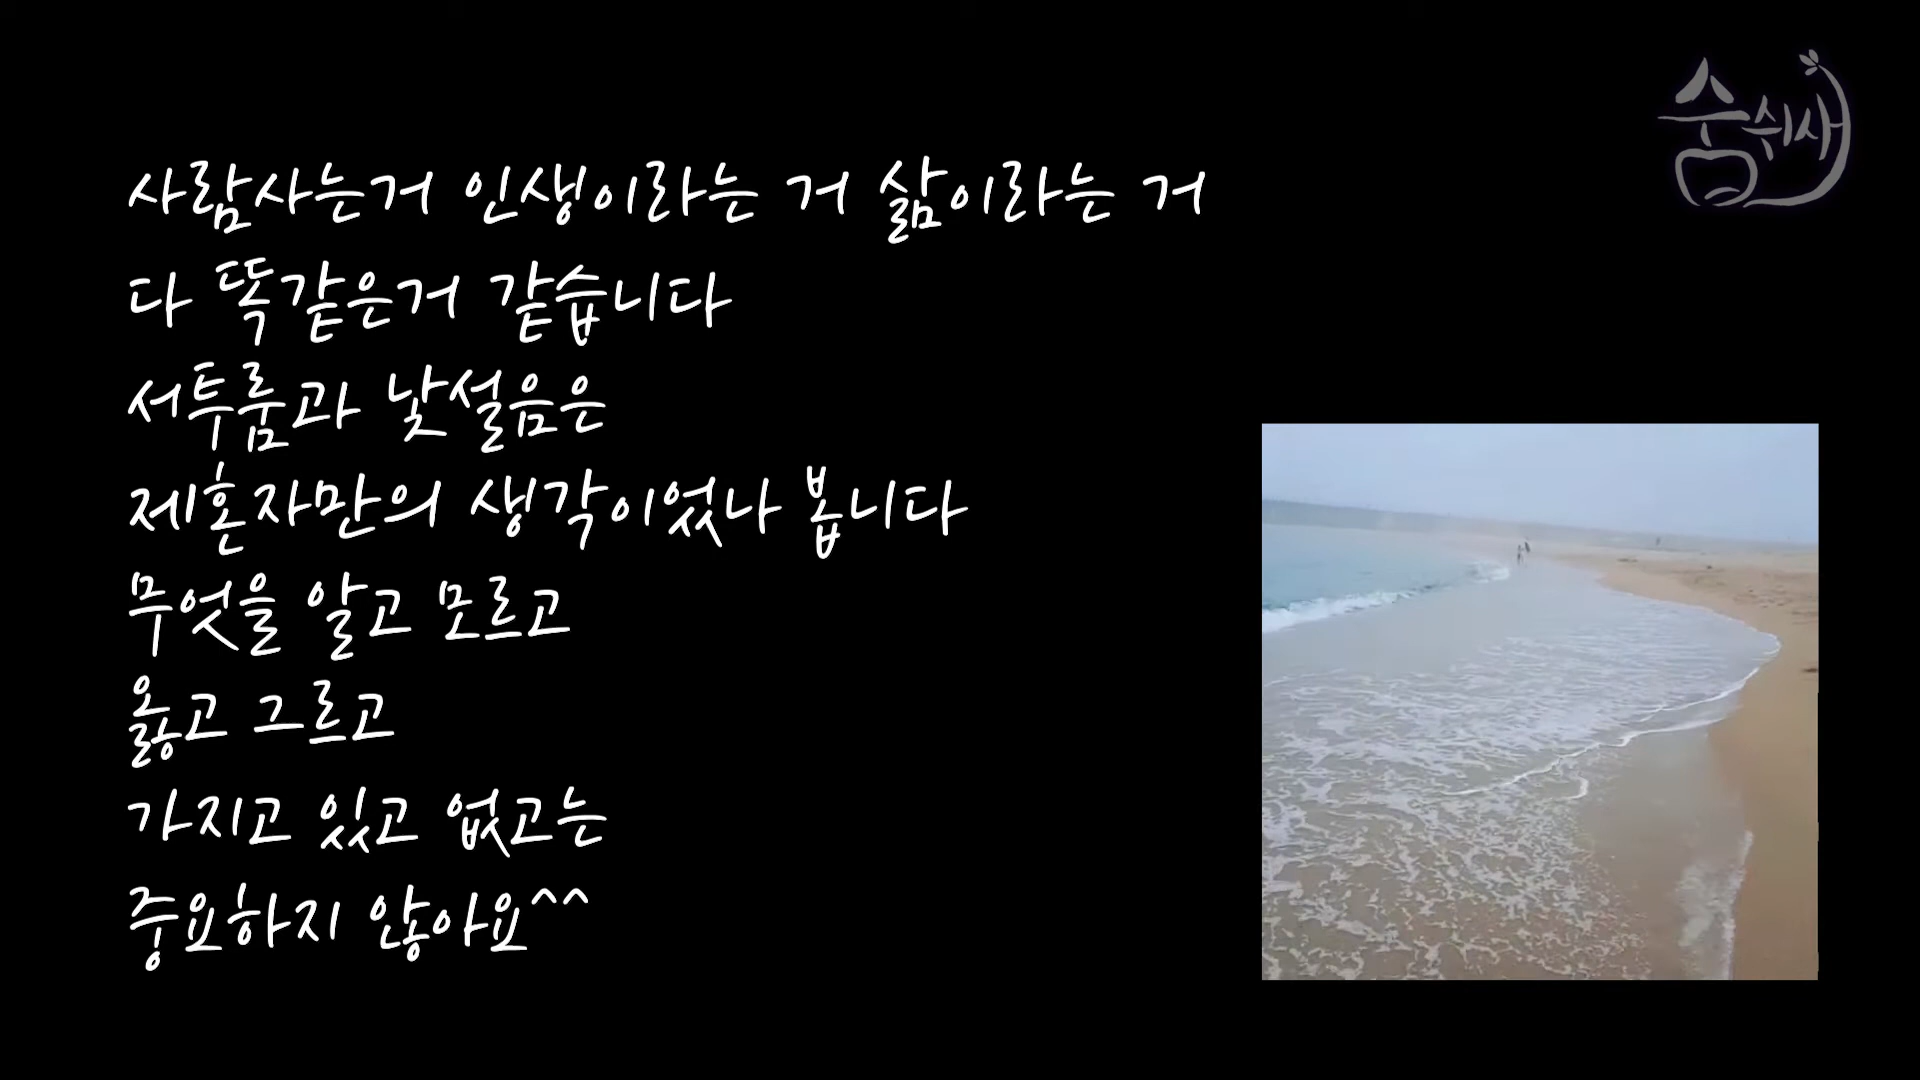 숨쉬새
사람사는거 인생이라는 거 삶이라는 거
다 똑같은거 같습니다
서투룸과 낯설음은
제혼자만의 생각이었나 봅니다
무엇을 알고 모르고
옳고 그르고
가지고 있고 없고는
중요하지 않아요^^